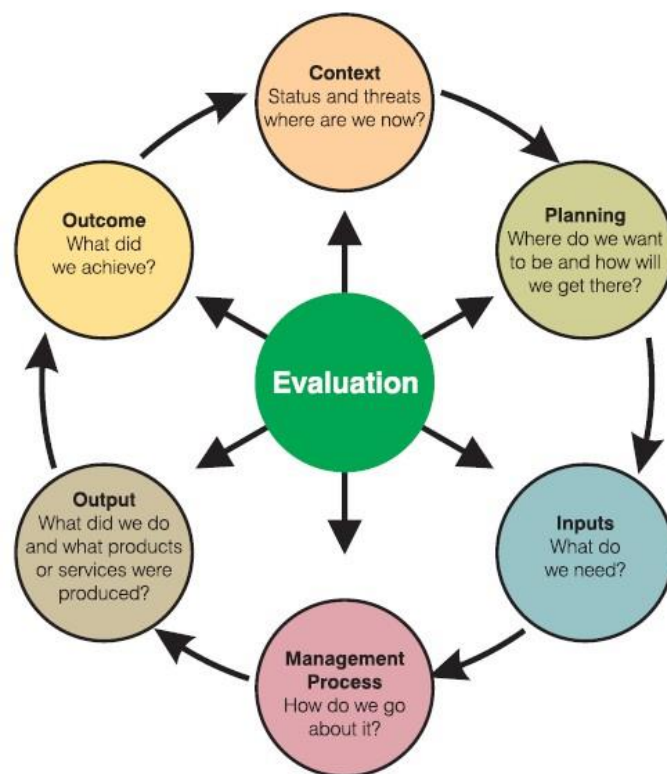 Context
Status and threats
where are we now?
Planning
Where do we want
to be and how will
we get there?
Inputs
What do
we need?
Management
Process
How do we go
about it?
Output
What did we do
and what products
or services were
produced?
Outcome
What did
we achieve?
Evaluation